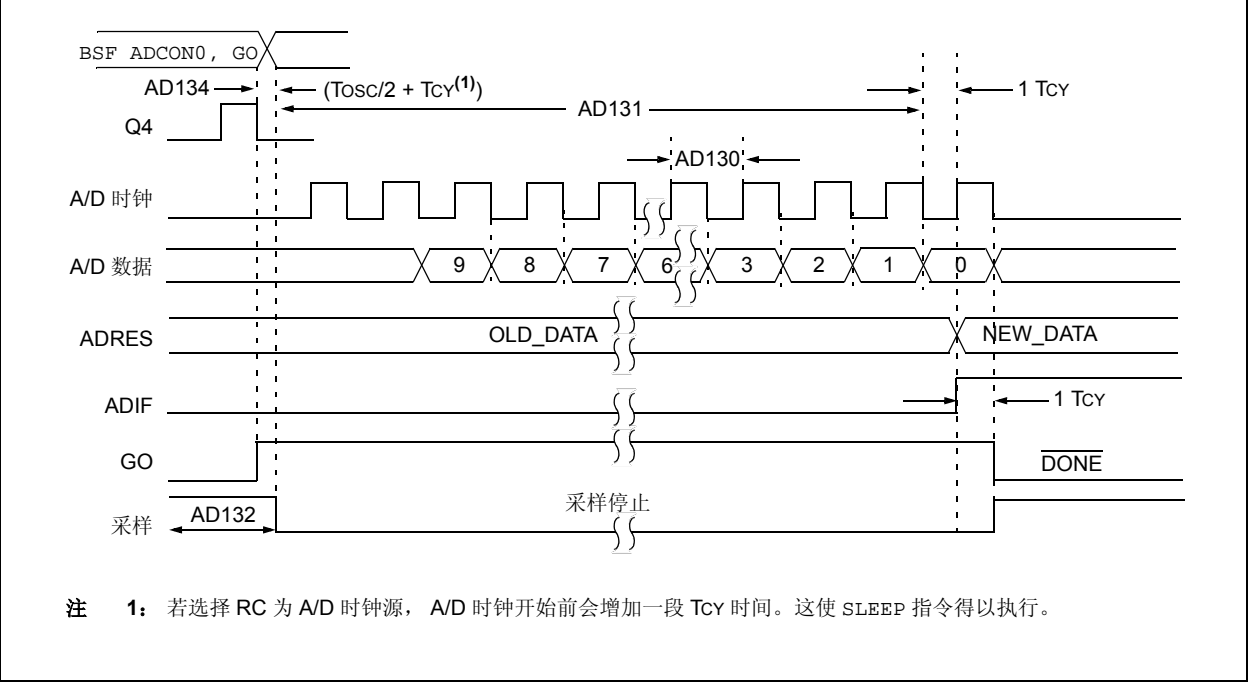 BSF ADCON0, GO
AD134
(TOSC/2 + TCY(1))
1 TCY
AD131
Q4
AD130
A/D 时钟
A/D 数据
9 8 7 6 3 2 1 0
ADRES
OLD_DATA
NEW_DATA
ADIF
1 TCY
GO
DONE
采样停止
采样
AD132
注 1: 若选择 RC 为 A/D 时钟源， A/D 时钟开始前会增加一段 TCY 时间。这使 SLEEP 指令得以执行。